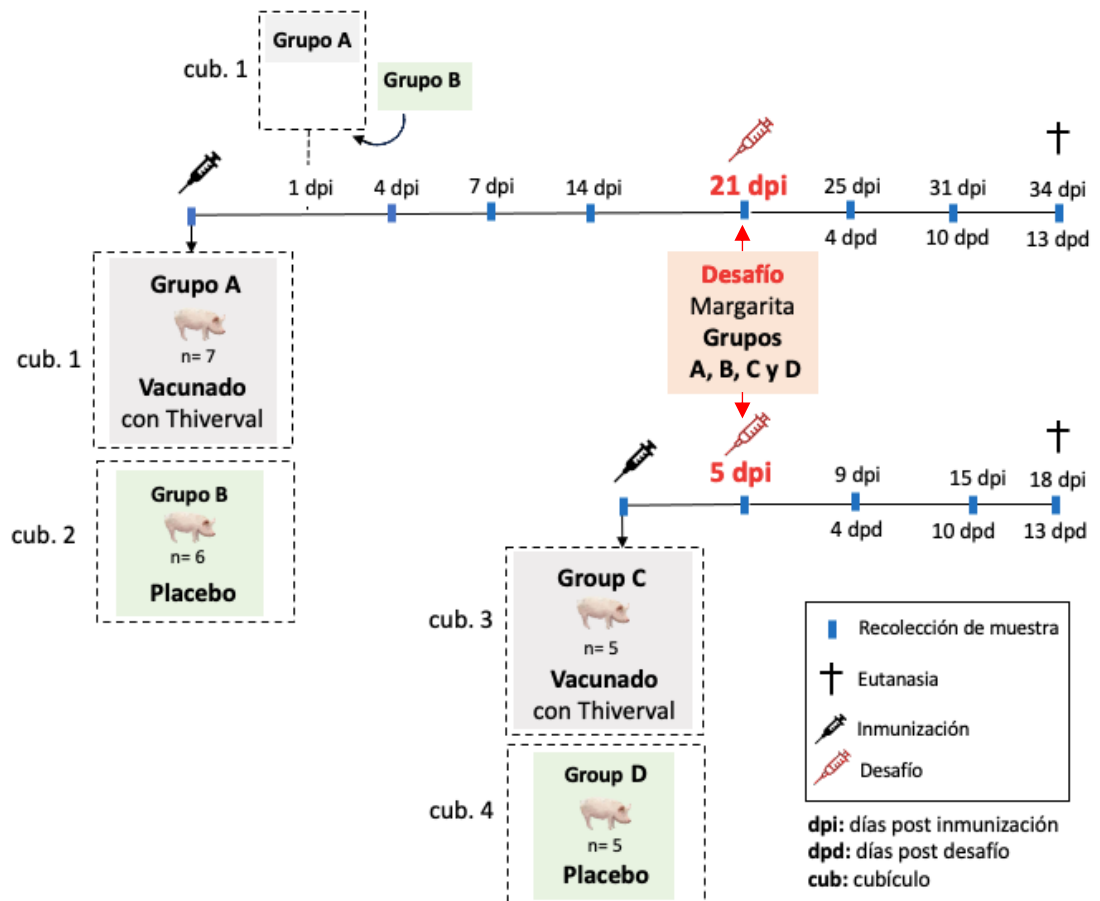 Grupo A
cub. 1
Grupo B
1 dpi
4 dpi
7 dpi
14 dpi
21 dpi
25 dpi
31 dpi
34 dpi
4 dpd
10 dpd
13 dpd
Grupo A
n= 7
Vacunado
con Thiverval
cub. 1
Desafío
Margarita
Grupos
A, B, C y D
Grupo B
n= 6
Placebo
cub. 2
5 dpi
9 dpi
15 dpi
18 dpi
4 dpd
10 dpd
13 dpd
Group C
n= 5
Vacunado
con Thiverval
cub. 3
Group D
n= 5
Placebo
cub. 4
Recolección de muestra
Eutanasia
Inmunización
Desafío
dpi: días post inmunización
dpd: días post desafío
cub: cubículo